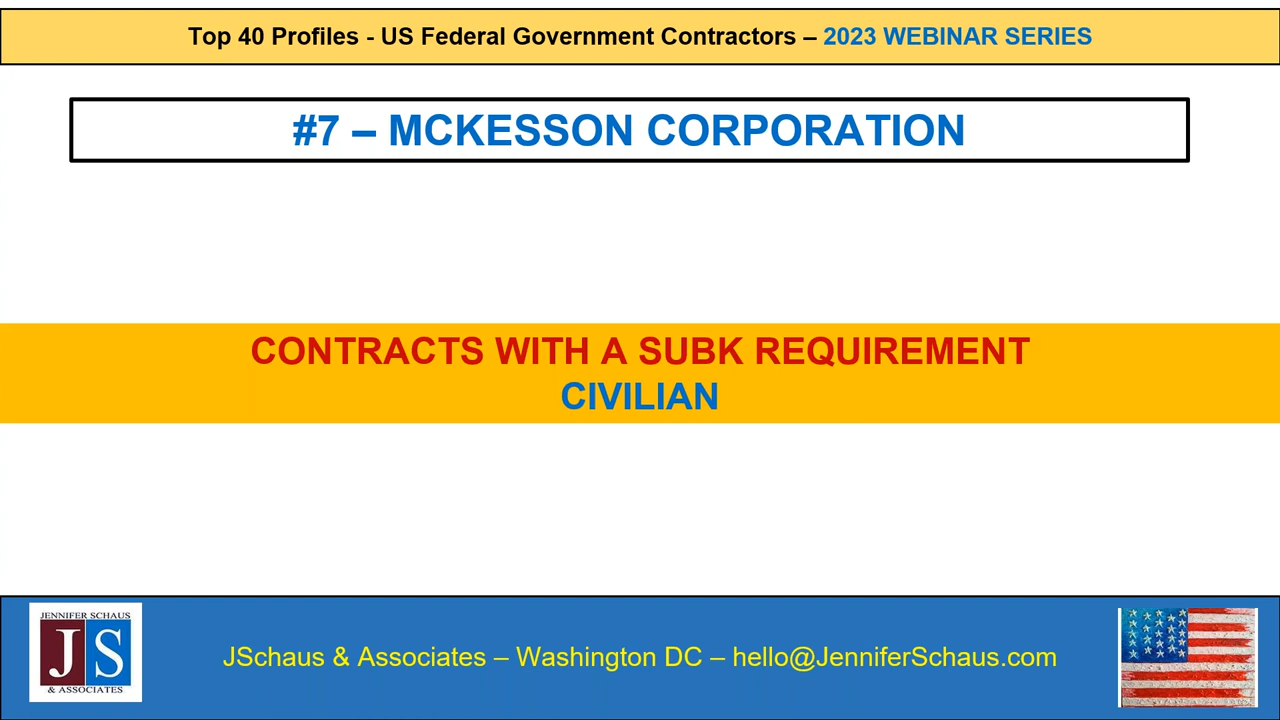 Top 40 Profiles - US Federal Government Contractors – 2023 WEBINAR SERIES
#7 – MCKESSON CORPORATION
CONTRACTS WITH A SUBK REQUIREMENT
CIVILIAN
JENNIFER SCHAUS
JS
& ASSOCIATES
JSchaus & Associates – Washington DC – hello@JenniferSchaus.com